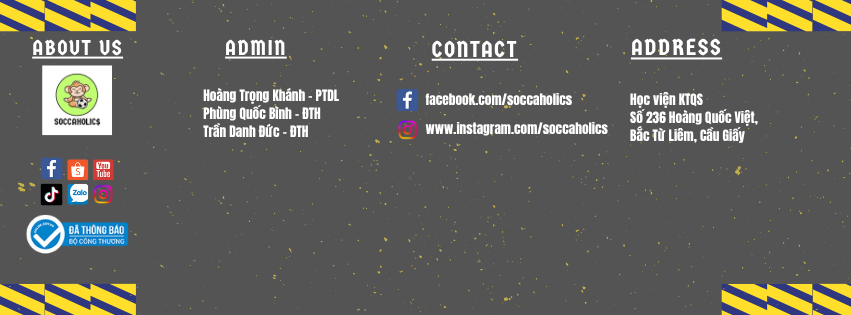 ABOUT US
SOCCAHOLICS
You
Tube
Zalo
ĐÃ THÔNG BÁO
BỘ CÔNG THƯƠNG
ADMIN
Hoàng Trọng Khánh - PTDL
Phùng Quốc Bình - ĐTH
Trần Danh Đức - ĐTH
CONTACT
facebook.com/soccaholics
www.instagram.com/soccaholics
ADDRESS
Học viện KTQS
Số 236 Hoàng Quốc Việt,
Bắc Từ Liêm, Cầu Giấy